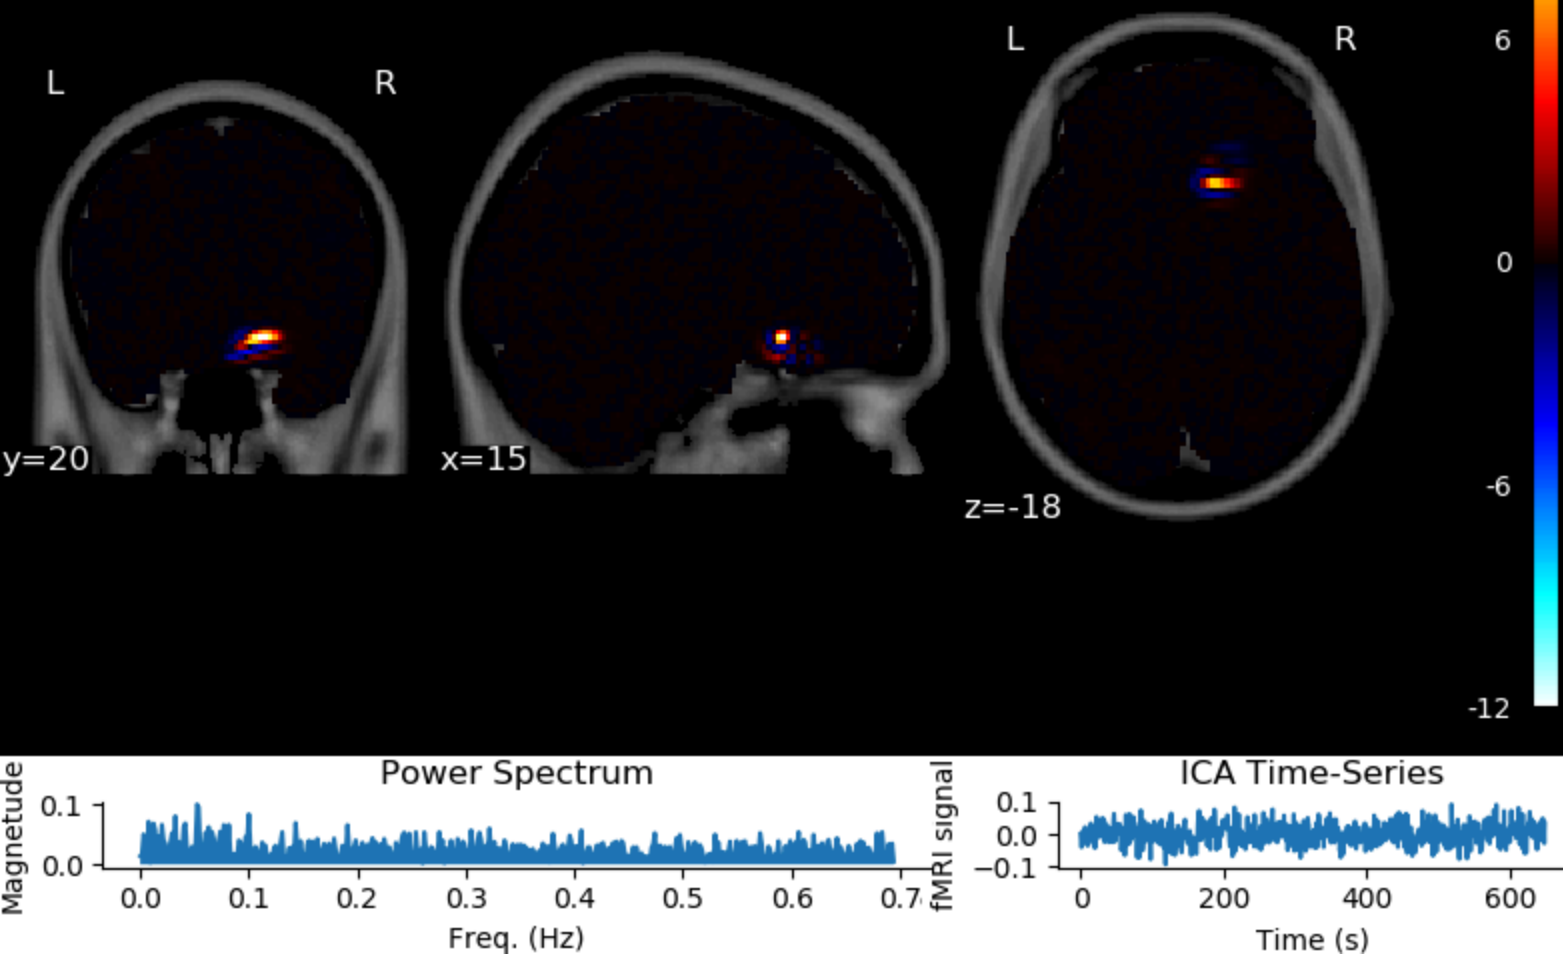 L R
L R
y=20
x=15
z=-18
6
0
-6
-12
Power Spectrum
Magnetude
0.1
0.0
0.0 0.1 0.2 0.3 0.4 0.5 0.6 0.7
Freq. (Hz)
ICA Time-Series
fMRI signal
0.1
0.0
−0.1
0 200 400 600
Time (s)